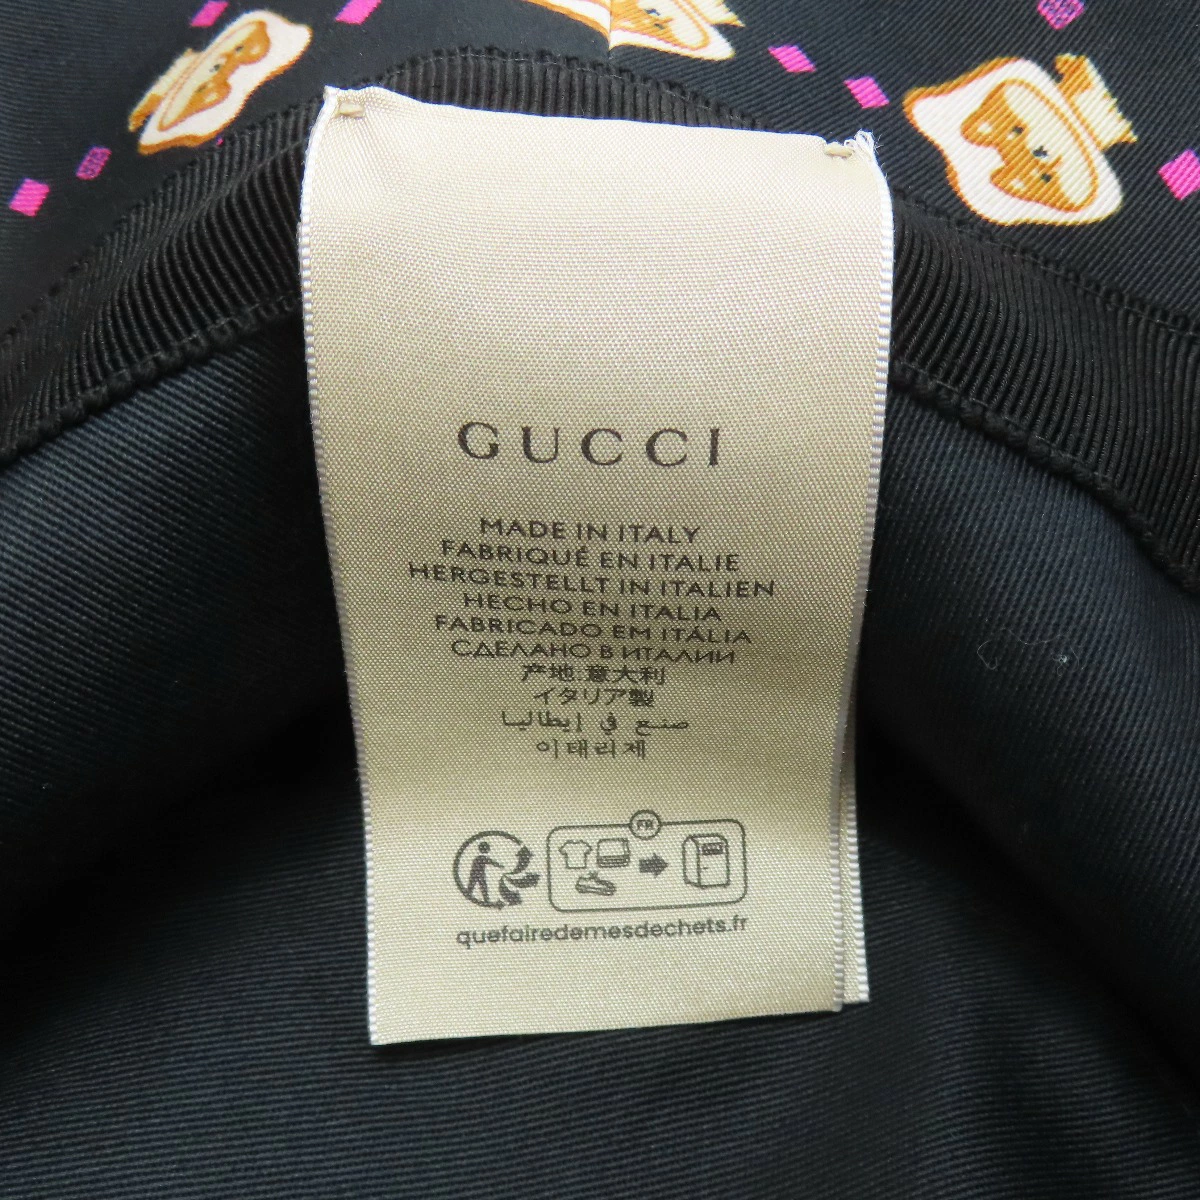 GUCCI
MADE IN ITALY
FABRIQUÉ EN ITALIE
HERGESTELLT IN ITALIEN
HECHO EN ITALIA
FABRICADO EM ITÁLIA
СДЕЛАНО В ИТАЛИИ
产地:意大利
イタリア製
صنع في إيطاليا
이태리제
FR
quefairedemesdechets.fr